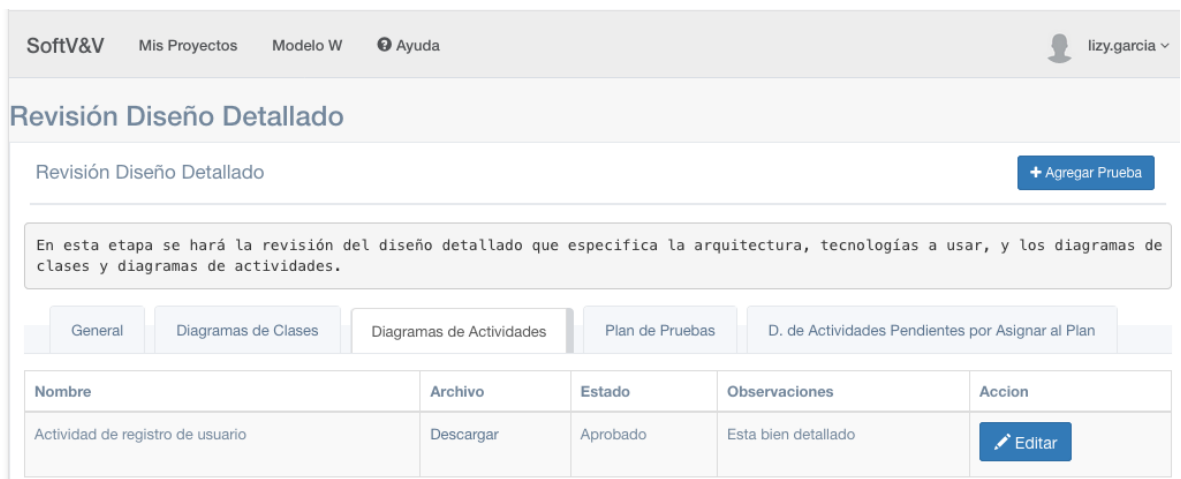 SoftV&V Mis Proyectos Modelo W Ayuda lizy.garcia
Revisión Diseño Detallado
Revisión Diseño Detallado + Agregar Prueba
En esta etapa se hará la revisión del diseño detallado que especifica la arquitectura, tecnologías a usar, y los diagramas de
clases y diagramas de actividades.
General Diagramas de Clases Diagramas de Actividades Plan de Pruebas D. de Actividades Pendientes por Asignar al Plan
Nombre Archivo Estado Observaciones Accion
Actividad de registro de usuario Descargar Aprobado Esta bien detallado Editar